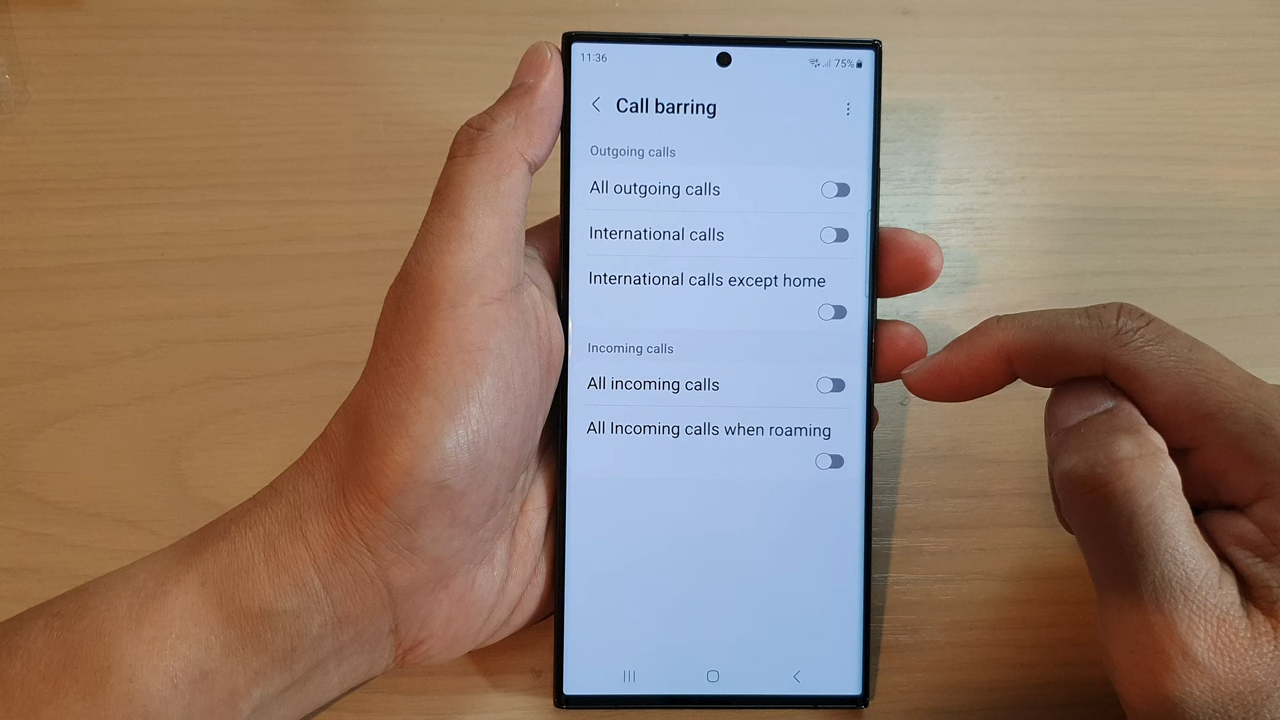 11:36
75%
Call barring
Outgoing calls
All outgoing calls
International calls
International calls except home
Incoming calls
All incoming calls
All Incoming calls when roaming